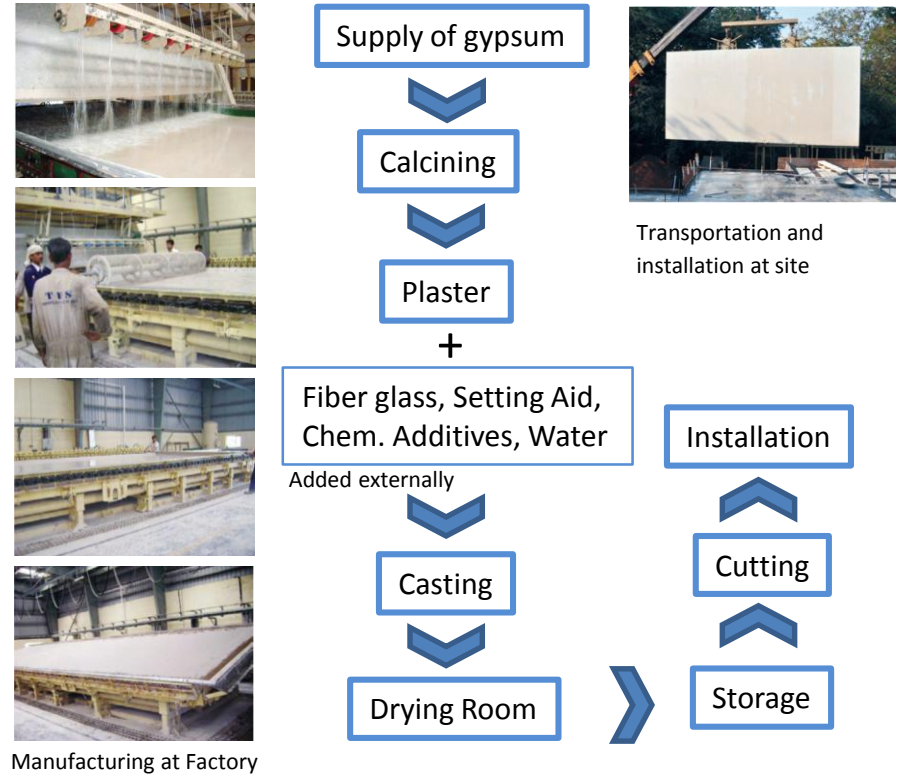 Supply of gypsum
Calcining
Plaster
+
Fiber glass, Setting Aid,
Chem. Additives, Water
Added externally
Casting
Drying Room
Storage
Cutting
Installation
Transportation and
installation at site
TFS
Manufacturing at Factory